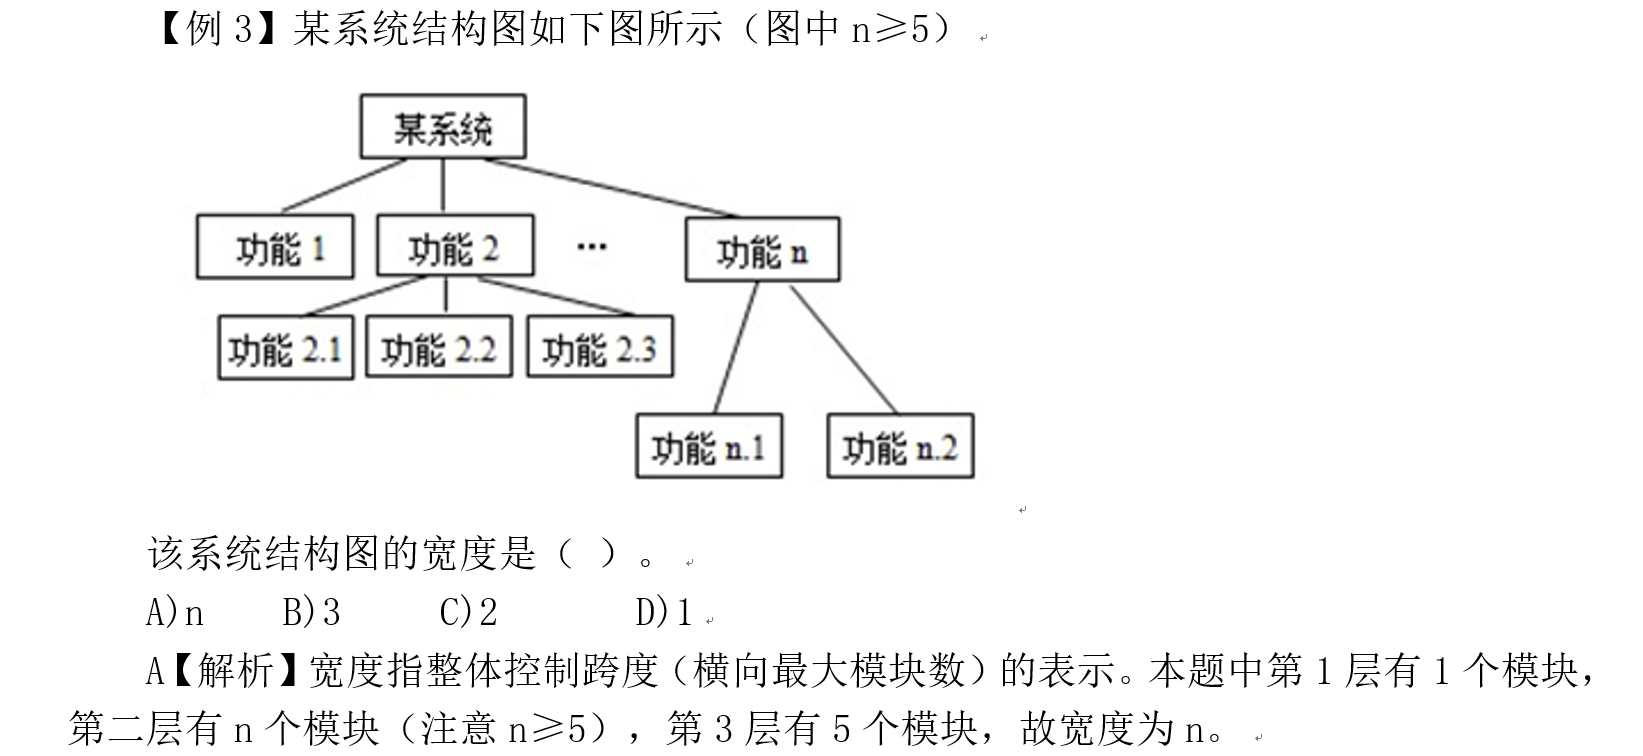 【例 3】某系统结构图如下图所示（图中 n≥5）
某系统
功能 1 功能 2 … 功能 n
功能 2.1 功能 2.2 功能 2.3
功能 n.1 功能 n.2
该系统结构图的宽度是（ ）。
A)n B)3 C)2 D)1
A【解析】宽度指整体控制跨度（横向最大模块数）的表示。本题中第 1 层有 1 个模块，
第二层有 n 个模块（注意 n≥5），第 3 层有 5 个模块，故宽度为 n。